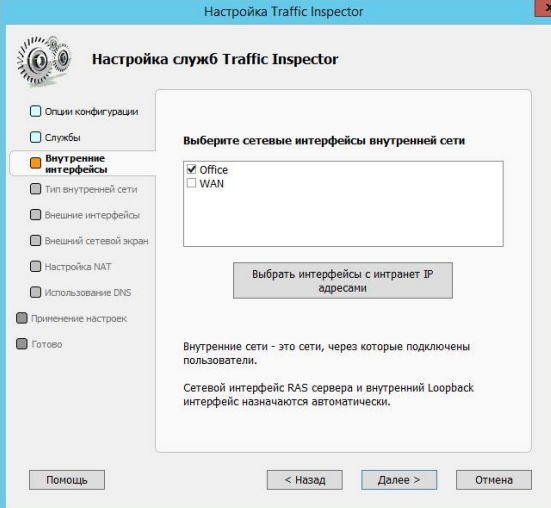 Настройка Traffic Inspector
x
Настройка служб Traffic Inspector
Опции конфигурации
Службы
Внутренние
интерфейсы
Тип внутренней сети
Внешние интерфейсы
Внешний сетевой экран
Настройка NAT
Использование DNS
Применение настроек
Готово
Выберите сетевые интерфейсы внутренней сети
Office
WAN
Выбрать интерфейсы с интранет IP
адресами
Внутренние сети - это сети, через которые подключены
пользователи.
Сетевой интерфейс RAS сервера и внутренний Loopback
интерфейс назначаются автоматически.
Помощь
< Назад
Далее >
Отмена